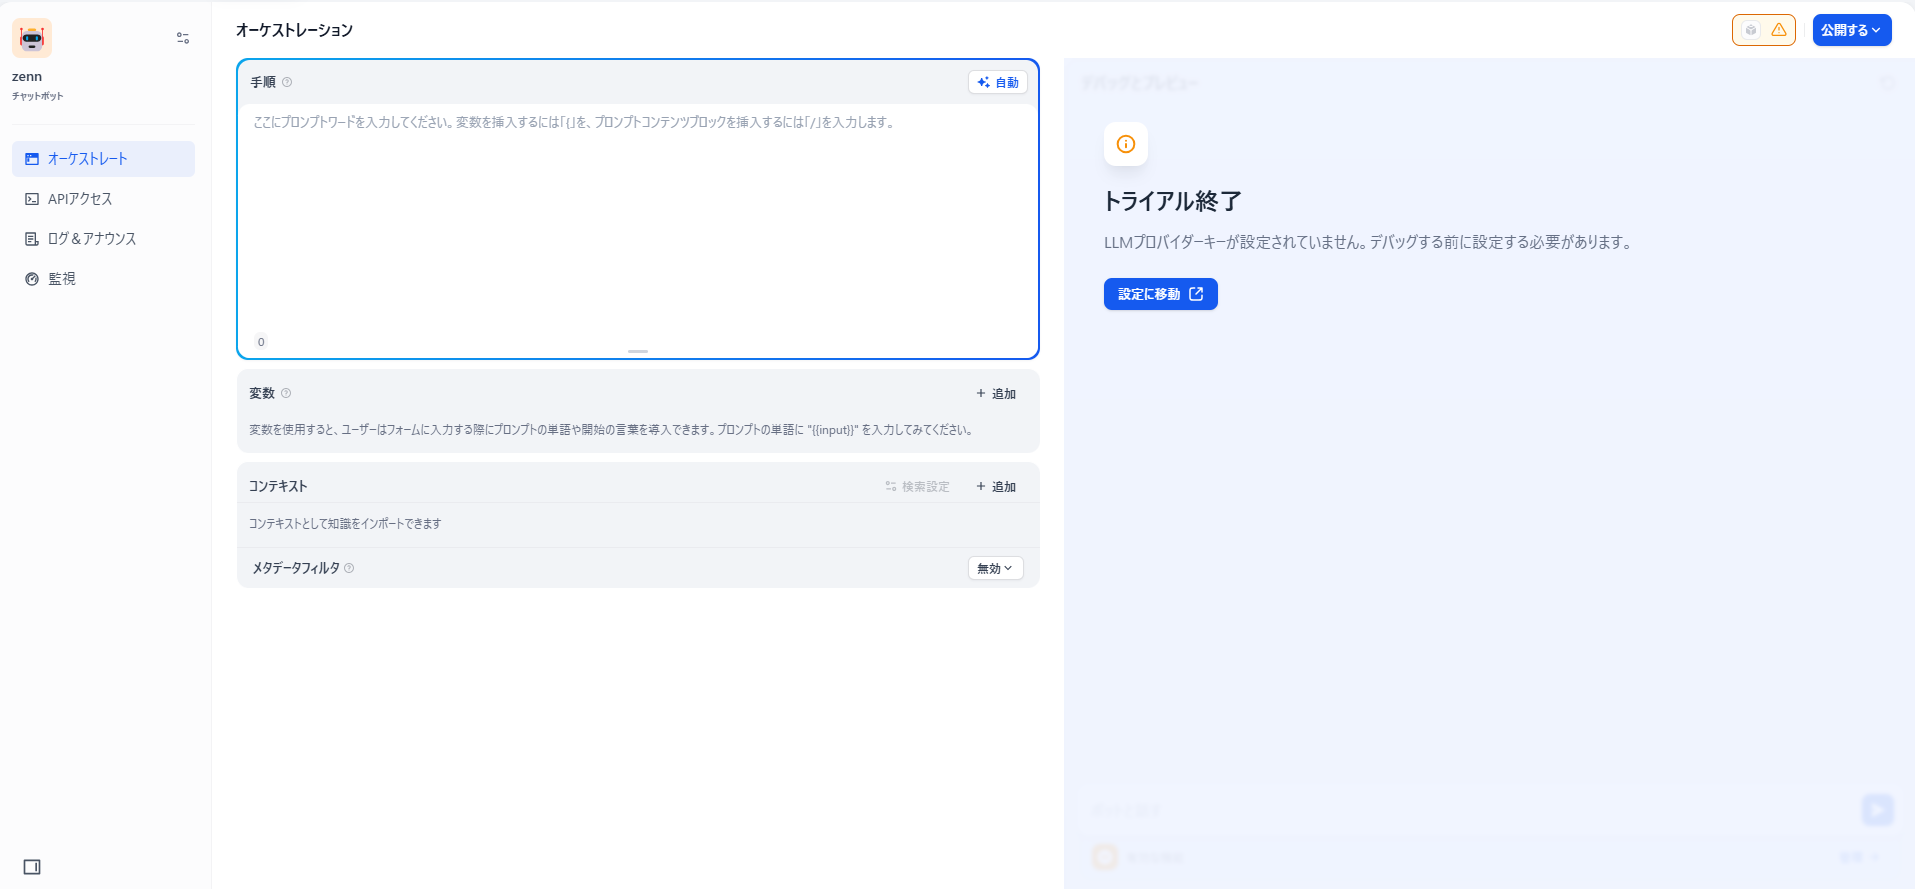 zenn
チャットボット
オーケストレート
APIアクセス
ログ＆アナウンス
監視
オーケストレーション
公開する
手順
自動
ここにプロンプトワードを入力してください。変数を挿入するには「{」を、プロンプトコンテンツブロックを挿入するには「/」を入力します。
0
変数
+ 追加
変数を使用すると、ユーザーはフォームに入力する際にプロンプトの単語や開始の言葉を導入できます。プロンプトの単語に "{{input}}" を入力してみてください。
コンテキスト
検索設定
+ 追加
コンテキストとして知識をインポートできます
メタデータフィルタ
無効
デバッグとプレビュー
トライアル終了
LLMプロバイダーキーが設定されていません。デバッグする前に設定する必要があります。
設定に移動